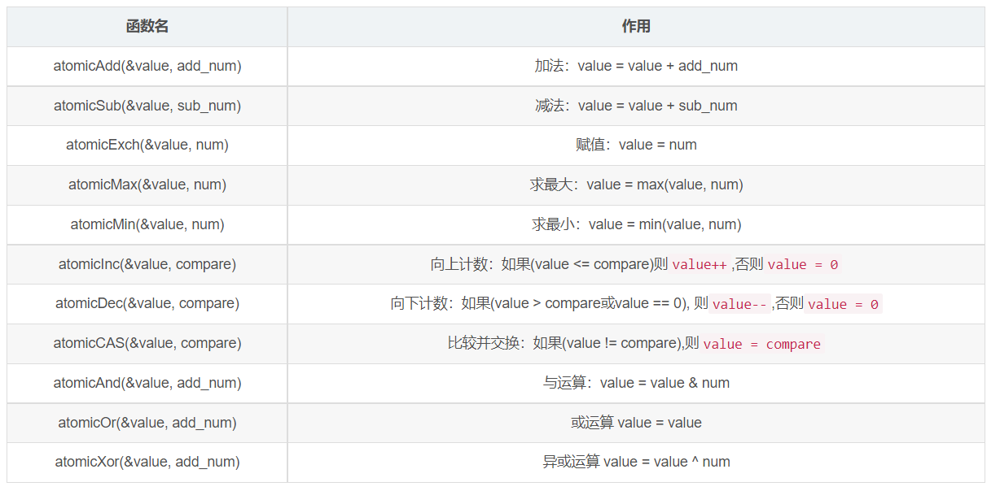 函数名 作用
atomicAdd(&value, add_num) 加法：value = value + add_num
atomicSub(&value, sub_num) 减法：value = value + sub_num
atomicExch(&value, num) 赋值：value = num
atomicMax(&value, num) 求最大：value = max(value, num)
atomicMin(&value, num) 求最小：value = min(value, num)
atomicInc(&value, compare) 向上计数：如果(value <= compare)则 value++ ,否则 value = 0
atomicDec(&value, compare) 向下计数：如果(value > compare或value == 0), 则 value-- ,否则 value = 0
atomicCAS(&value, compare) 比较并交换：如果(value != compare),则 value = compare
atomicAnd(&value, add_num) 与运算：value = value & num
atomicOr(&value, add_num) 或运算 value = value
atomicXor(&value, add_num) 异或运算 value = value ^ num